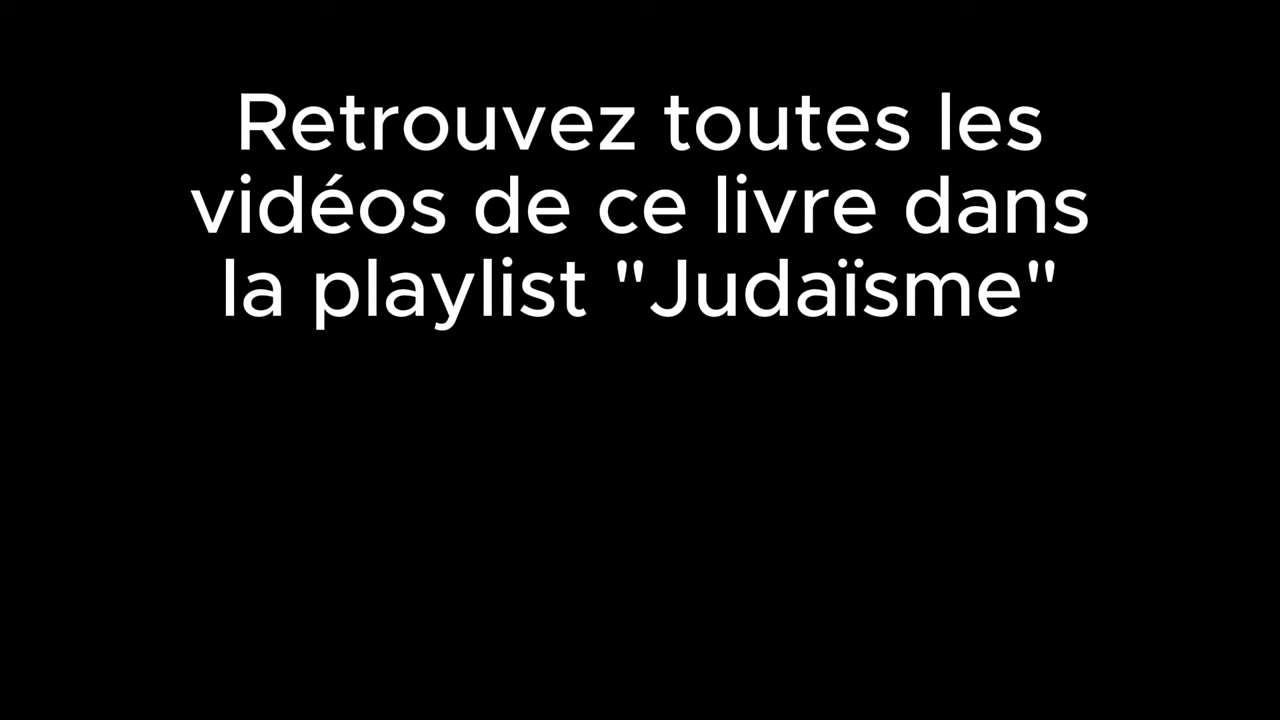 Retrouvez toutes les
vidéos de ce livre dans
la playlist "Judaïsme"